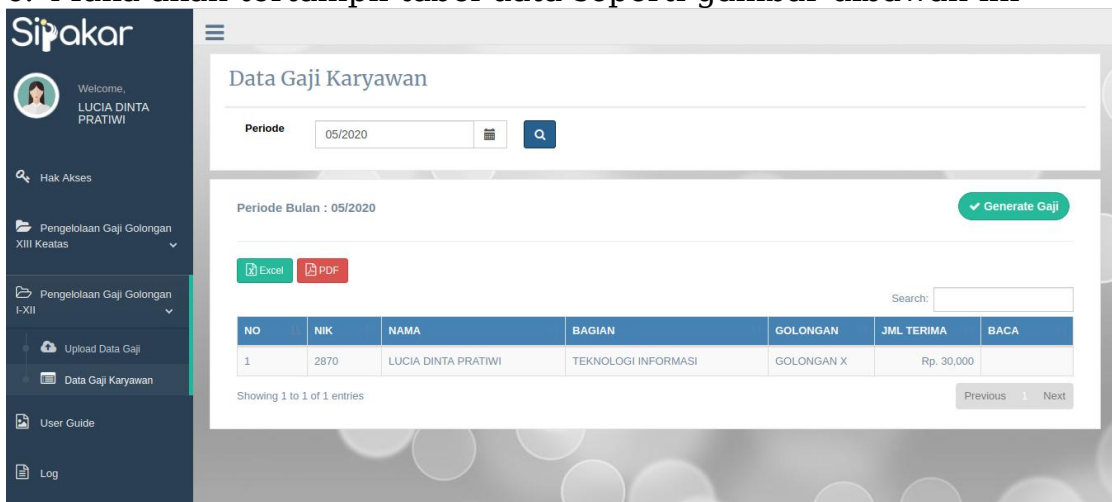 Sipakar
Welcome,
LUCIA DINTA
PRATIWI
Hak Akses
Pengelolaan Gaji Golongan
XIII Keatas
Pengelolaan Gaji Golongan
I-XII
Upload Data Gaji
Data Gaji Karyawan
User Guide
Log
Data Gaji Karyawan
Periode 05/2020
Periode Bulan : 05/2020 Generate Gaji
Excel PDF
Search:
NO NIK NAMA BAGIAN GOLONGAN JML TERIMA BACA
1 2870 LUCIA DINTA PRATIWI TEKNOLOGI INFORMASI GOLONGAN X Rp. 30,000
Showing 1 to 1 of 1 entries Previous 1 Next